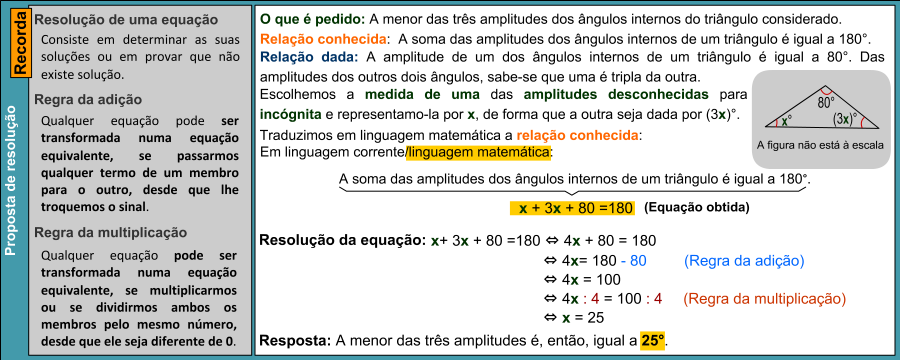 Proposta de resolução
Recorda
Resolução de uma equação
Consiste em determinar as suas
soluções ou em provar que não
existe solução.
Regra da adição
Qualquer equação pode ser
transformada numa equação
equivalente, se passarmos
qualquer termo de um membro
para o outro, desde que lhe
troquemos o sinal.
Regra da multiplicação
Qualquer equação pode ser
transformada numa equação
equivalente, se multiplicarmos
ou se dividirmos ambos os
membros pelo mesmo número,
desde que ele seja diferente de 0.
O que é pedido: A menor das três amplitudes dos ângulos internos do triângulo considerado.
Relação conhecida: A soma das amplitudes dos ângulos internos de um triângulo é igual a 180°.
Relação dada: A amplitude de um dos ângulos internos de um triângulo é igual a 80°. Das
amplitudes dos outros dois ângulos, sabe-se que uma é tripla da outra.
Escolhemos a medida de uma das amplitudes desconhecidas para
incógnita e representamo-la por x, de forma que a outra seja dada por (3x)°.
Traduzimos em linguagem matemática a relação conhecida:
Em linguagem corrente/linguagem matemática:
80°
x°
(3x)°
A figura não está à escala
A soma das amplitudes dos ângulos internos de um triângulo é igual a 180°.
x + 3x + 80 =180 (Equação obtida)
Resolução da equação: x+ 3x + 80 =180 ⇔ 4x + 80 = 180
⇔ 4x= 180 - 80 (Regra da adição)
⇔ 4x = 100
⇔ 4x : 4 = 100 : 4 (Regra da multiplicação)
⇔ x = 25
Resposta: A menor das três amplitudes é, então, igual a 25°.